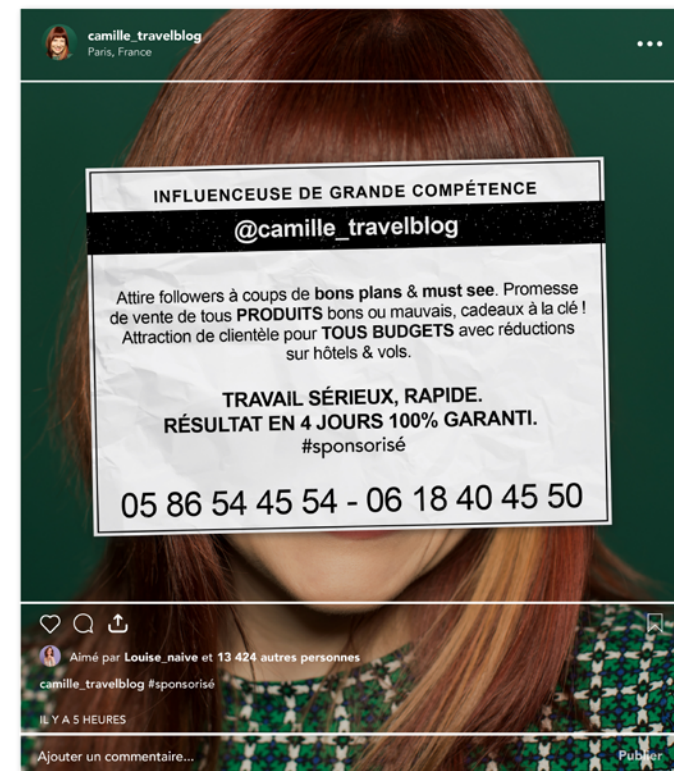 camille_travelblog
Paris, France
INFLUENCEUSE DE GRANDE COMPÉTENCE
@camille_travelblog
Attire followers à coups de bons plans & must see. Promesse
de vente de tous PRODUITS bons ou mauvais, cadeaux à la clé !
Attraction de clientèle pour TOUS BUDGETS avec réductions
sur hôtels & vols.
TRAVAIL SÉRIEUX, RAPIDE.
RÉSULTAT EN 4 JOURS 100% GARANTI.
#sponsorisé
05 86 54 45 54 - 06 18 40 45 50
Aimé par Louise_naive et 13 424 autres personnes
camille_travelblog #sponsorisé
IL Y A 5 HEURES
Ajouter un commentaire... Publier